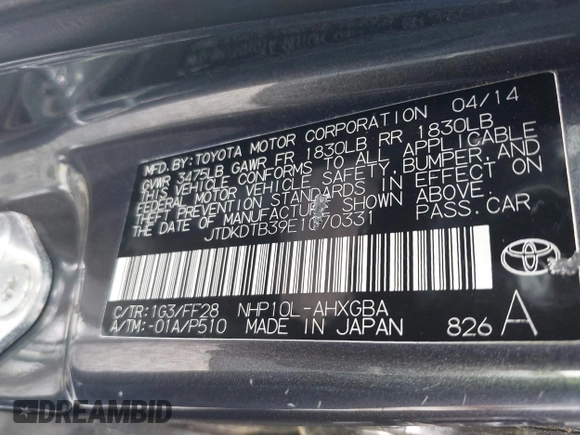 04/14
MFD.BY: TOYOTA MOTOR CORPORATION
GVWR 3475LB GAWR FR 1830LB RR 1830LB
THIS VEHICLE CONFORMS TO ALL APPLICABLE
FEDERAL MOTOR VEHICLE SAFETY, BUMPER, AND
THEFT PREVENTION STANDARDS IN EFFECT ON
THE DATE OF MANUFACTURE SHOWN ABOVE.
JTDKDTB39E1070331 PASS.CAR
C/TR:1G3/FF28 NHP10L-AHXGBA
A/TM:-01A/P510 MADE IN JAPAN
826 A
TOYOTA
DREAMBID